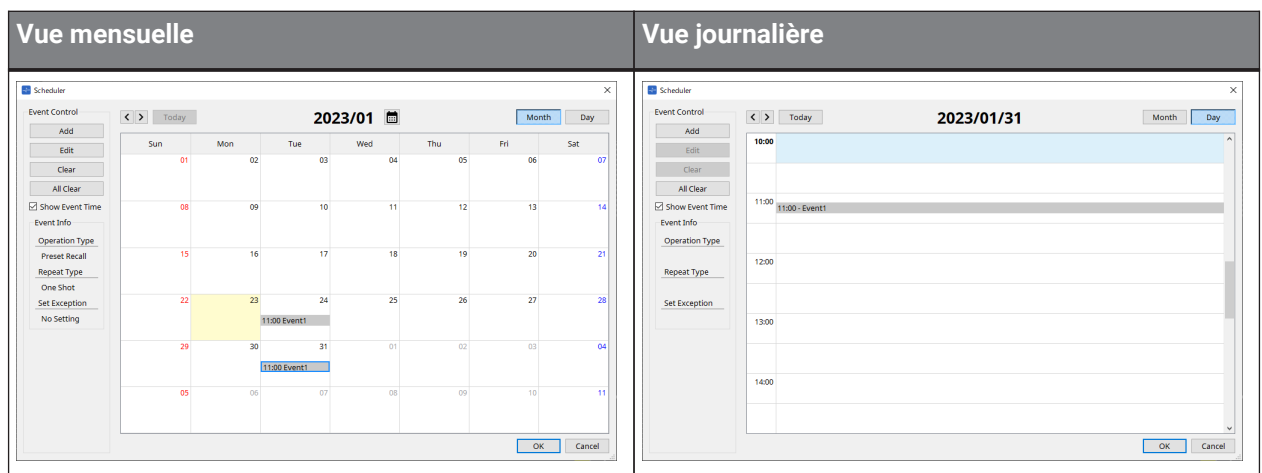 Vue mensuelle
Vue journalière
Scheduler
Event Control
Add
Edit
Clear
All Clear
Show Event Time
Event Info
Operation Type
Preset Recall
Repeat Type
One Shot
Set Exception
No Setting
< > Today 2023/01 Month Day
Sun Mon Tue Wed Thu Fri Sat
01 02 03 04 05 06 07
08 09 10 11 12 13 14
15 16 17 18 19 20 21
22 23 24 25 26 27 28
11:00 Event1
29 30 31 01 02 03 04
11:00 Event1
05 06 07 08 09 10 11
OK Cancel
Scheduler
Event Control
Add
Edit
Clear
All Clear
Show Event Time
Event Info
Operation Type
Repeat Type
Set Exception
< > Today 2023/01/31 Month Day
10:00
11:00
11:00 - Event1
12:00
13:00
14:00
OK Cancel